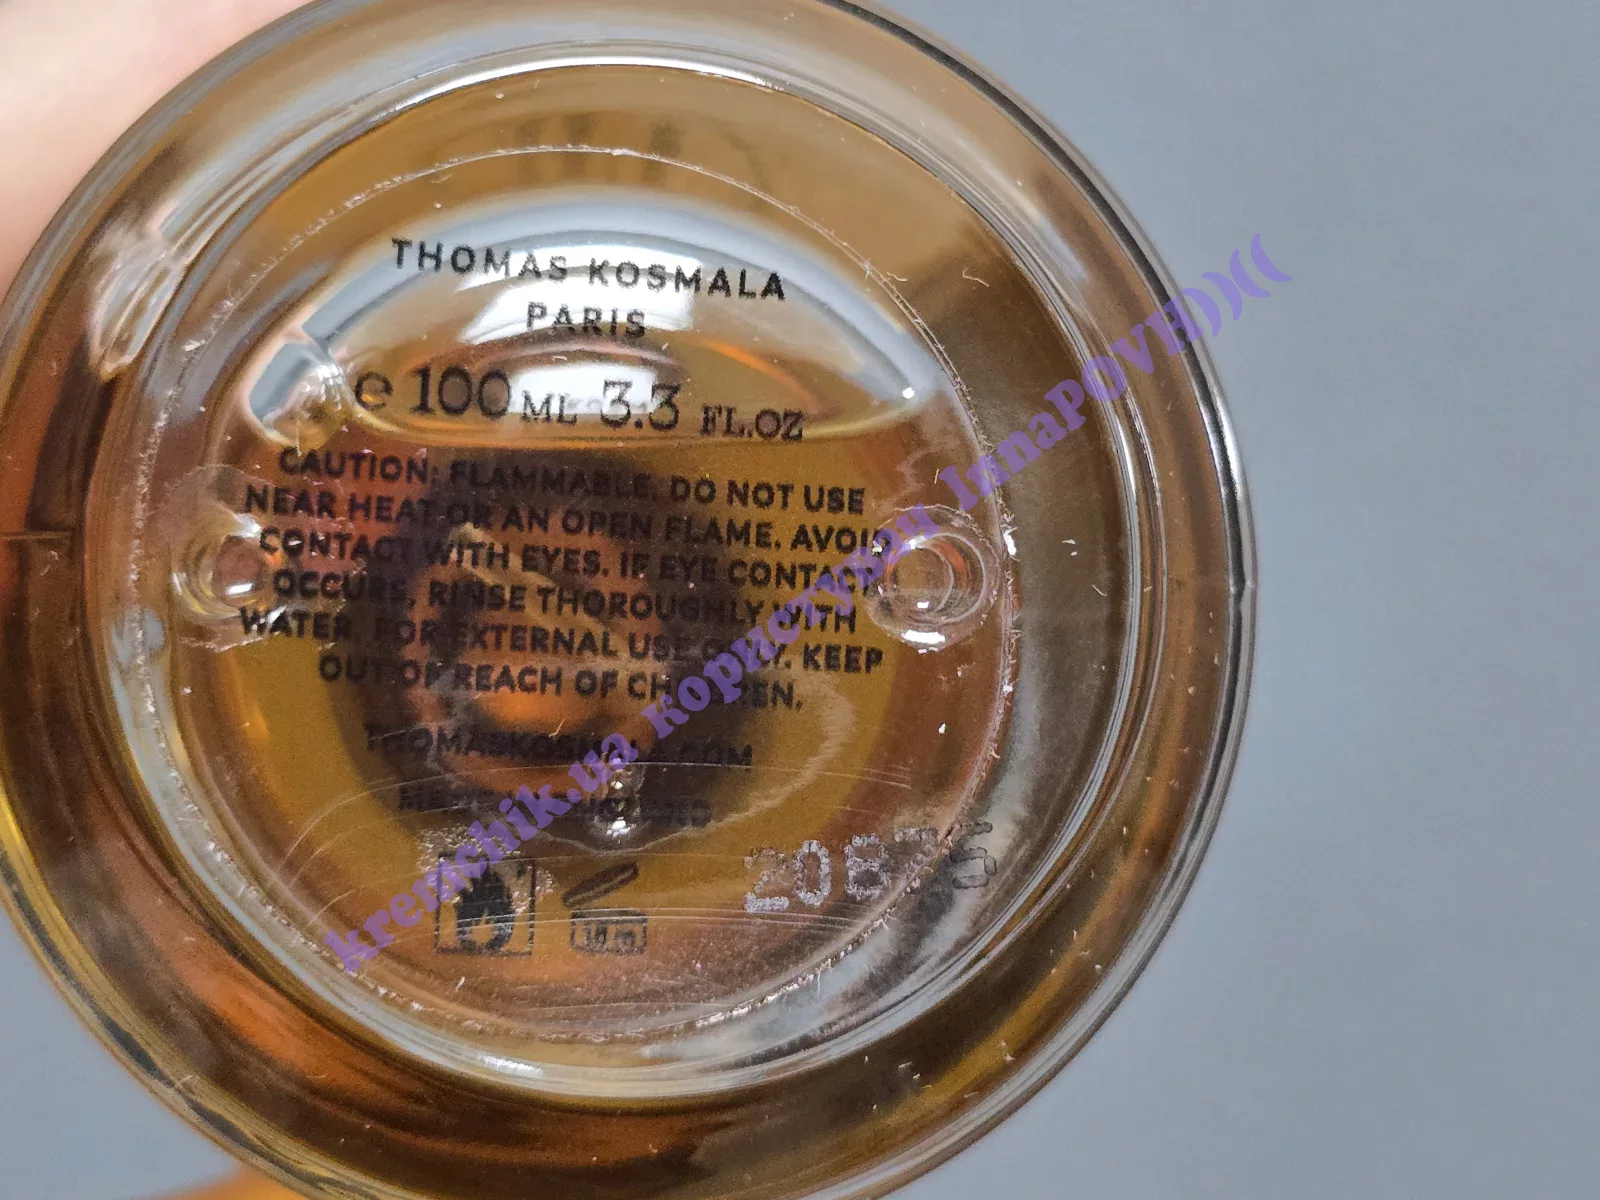 THOMAS KOSMALA
PARIS
e 100 ML 3.3 FL.OZ
CAUTION: FLAMMABLE. DO NOT USE
NEAR HEAT OR AN OPEN FLAME. AVOID
CONTACT WITH EYES. IF EYE CONTACT
OCCURS, RINSE THOROUGHLY WITH
WATER. FOR EXTERNAL USE ONLY. KEEP
OUT OF REACH OF CHILDREN.
THOMASKOSMALA.COM
kremchik.ua користувач InnaPOVH)))((